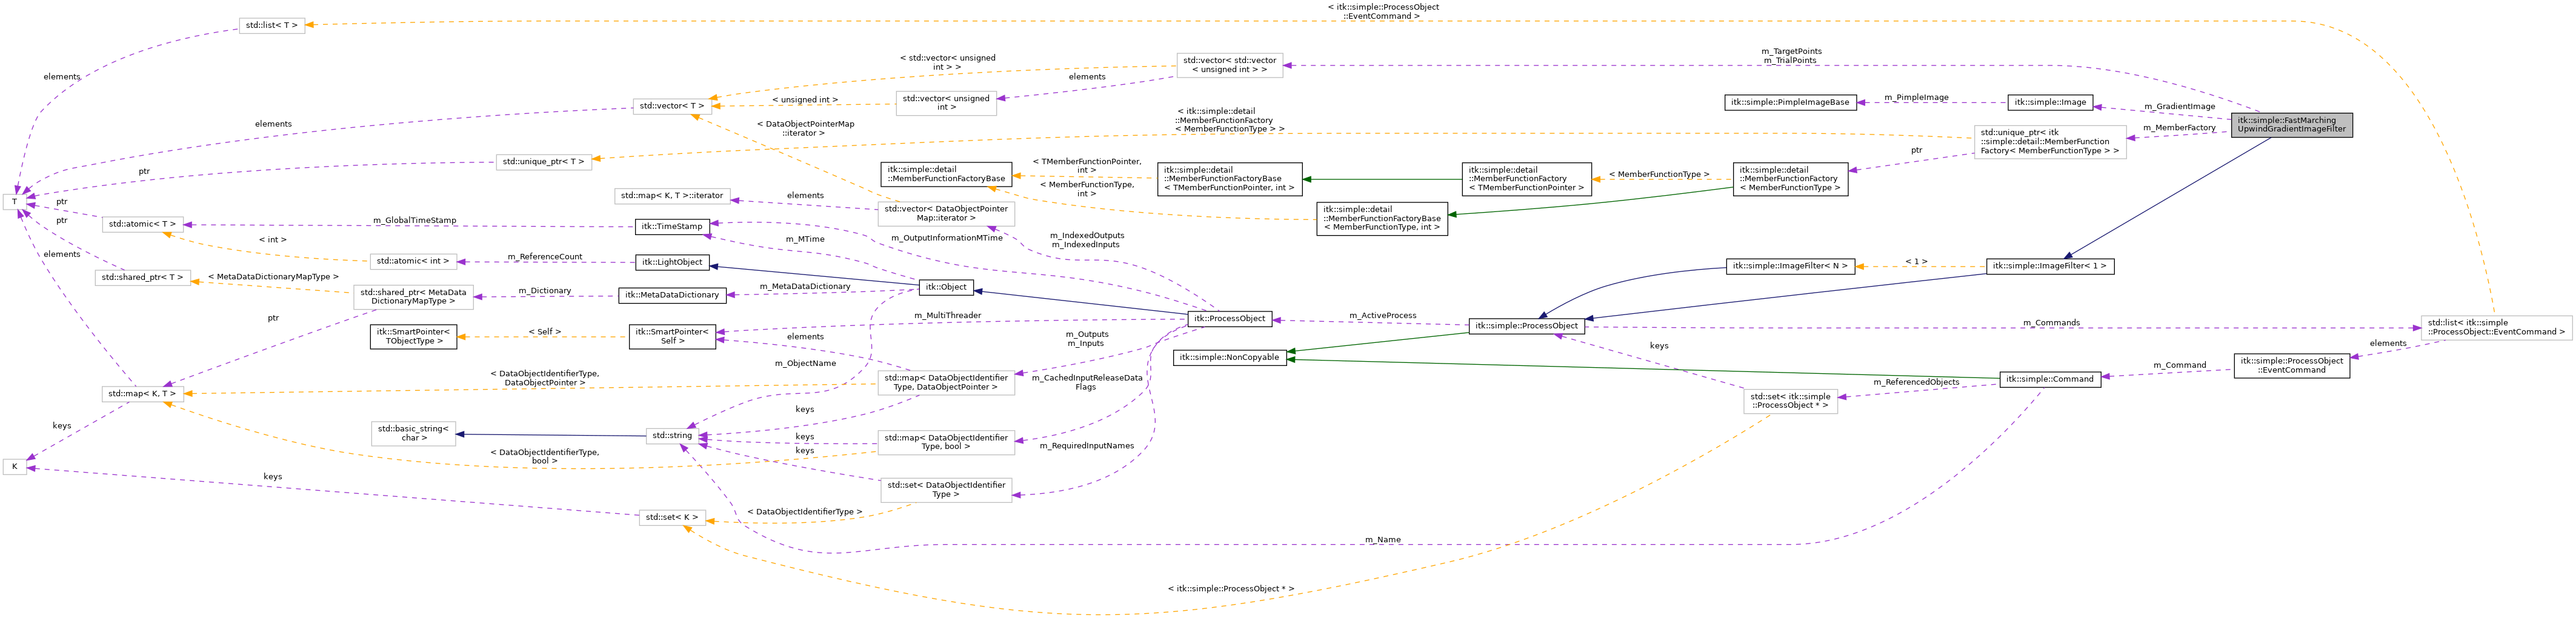 < itk::simple::ProcessObject
::EventCommand >
std::list< T >
m_TargetPoints
m_TrialPoints
< std::vector< unsigned
int > >
std::vector< std::vector
< unsigned int > >
elements
elements
m_PimpleImage
std::vector< unsigned
int >
< unsigned int >
std::vector< T >
itk::simple::PimpleImageBase
itk::simple::Image
m_GradientImage
itk::simple::FastMarching
UpwindGradientImageFilter
< itk::simple::detail
::MemberFunctionFactory
< MemberFunctionType > >
elements
< DataObjectPointerMap
::iterator >
m_MemberFactory
std::unique_ptr< itk
::simple::detail::MemberFunction
Factory< MemberFunctionType > >
ptr
std::unique_ptr< T >
ptr
< TMemberFunctionPointer,
int >
itk::simple::detail
::MemberFunctionFactoryBase
itk::simple::detail
::MemberFunctionFactoryBase
< TMemberFunctionPointer, int >
itk::simple::detail
::MemberFunctionFactory
< TMemberFunctionPointer >
< MemberFunctionType >
itk::simple::detail
::MemberFunctionFactory
< MemberFunctionType >
< MemberFunctionType,
int >
std::map< K, T >::iterator
elements
T
ptr
std::vector< DataObjectPointer
Map::iterator >
itk::simple::detail
::MemberFunctionFactoryBase
< MemberFunctionType, int >
ptr
std::atomic< T >
m_GlobalTimeStamp
itk::TimeStamp
m_MTime
m_OutputInformationMTime
m_IndexedOutputs
m_IndexedInputs
< int >
elements
std::atomic< int >
m_ReferenceCount
itk::LightObject
itk::simple::ImageFilter< N >
< 1 >
itk::simple::ImageFilter< 1 >
std::shared_ptr< T >
< MetaDataDictionaryMapType >
std::shared_ptr< MetaData
DictionaryMapType >
m_Dictionary
itk::MetaDataDictionary
m_MetaDataDictionary
itk::Object
ptr
m_MultiThreader
itk::ProcessObject
m_ActiveProcess
itk::simple::ProcessObject
m_Commands
std::list< itk::simple
::ProcessObject::EventCommand >
itk::SmartPointer<
TObjectType >
< Self >
itk::SmartPointer<
Self >
elements
m_Outputs
m_Inputs
keys
elements
itk::simple::NonCopyable
m_ObjectName
m_Command
itk::simple::ProcessObject
::EventCommand
< DataObjectIdentifierType,
DataObjectPointer >
std::map< DataObjectIdentifier
Type, DataObjectPointer >
m_CachedInputReleaseData
Flags
m_ReferencedObjects
itk::simple::Command
std::map< K, T >
std::set< itk::simple
::ProcessObject * >
keys
keys
std::basic_string<
char >
std::string
keys
std::map< DataObjectIdentifier
Type, bool >
m_RequiredInputNames
keys
< DataObjectIdentifierType,
bool >
K
keys
std::set< DataObjectIdentifier
Type >
std::set< K >
< DataObjectIdentifierType >
m_Name
< itk::simple::ProcessObject * >